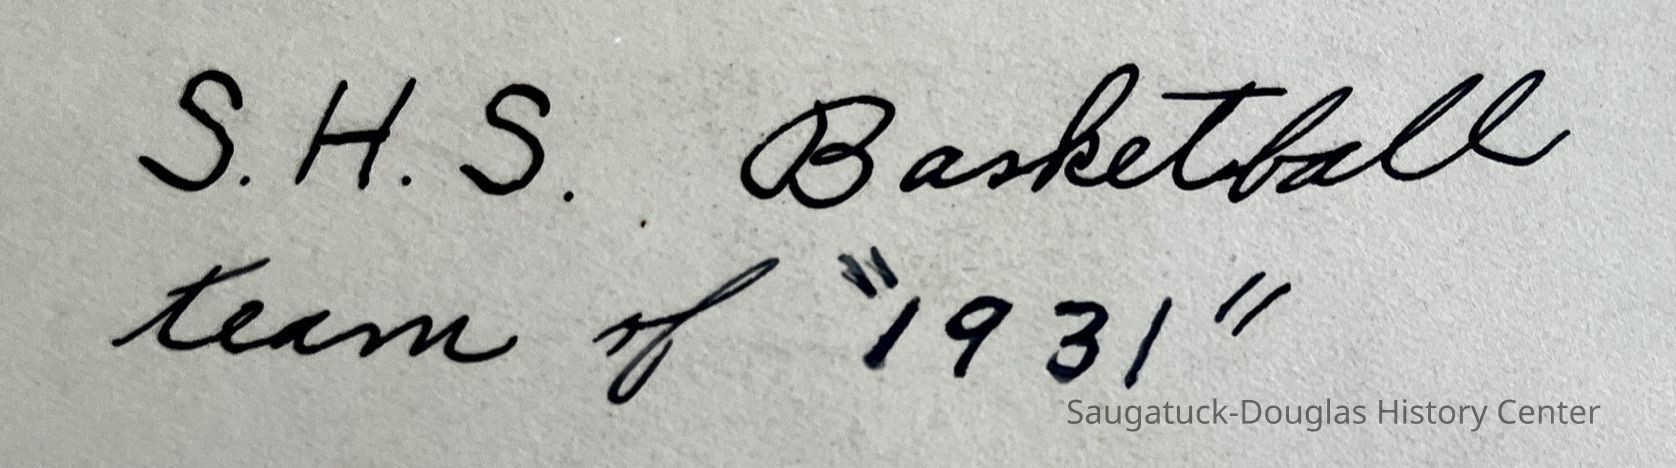 S.H.S. Basketball
team of "1931"
Saugatuck-Douglas History Center